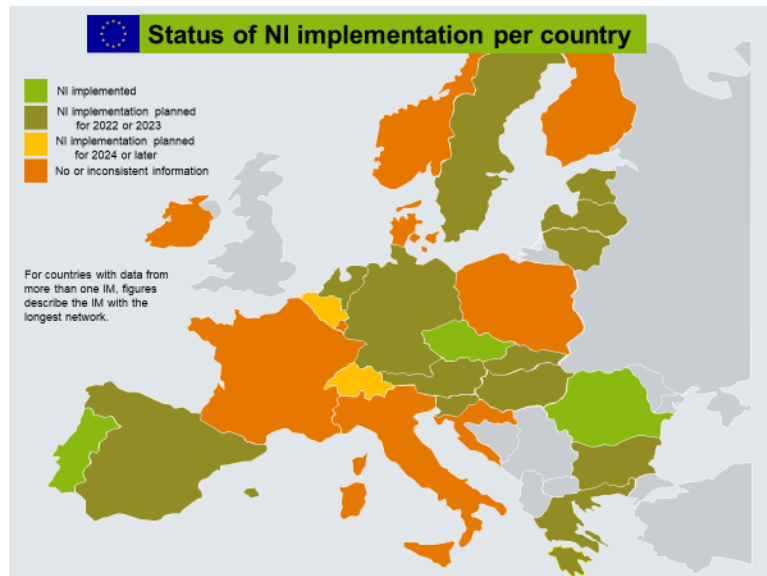 Status of NI implementation per country
NI implemented
NI implementation planned
for 2022 or 2023
NI implementation planned
for 2024 or later
No or inconsistent information
For countries with data from
more than one IM, figures
describe the IM with the
longest network.